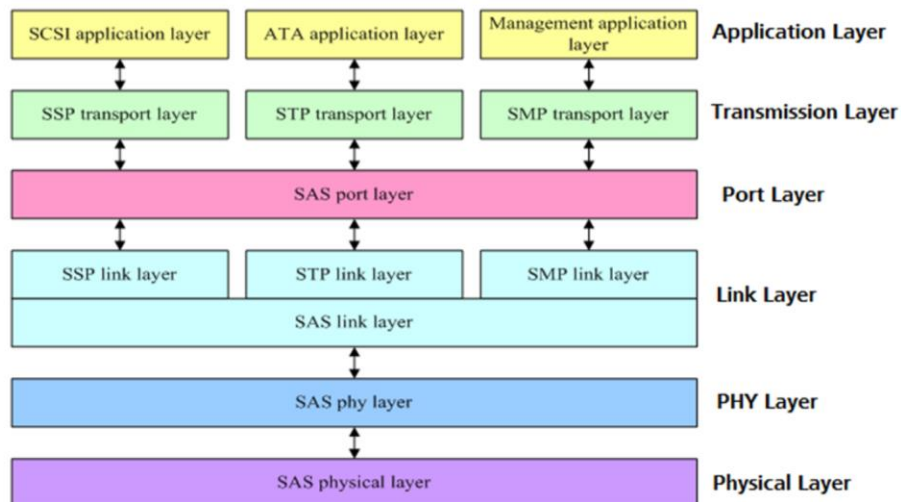 SCSI application layer
ATA application layer
Management application
layer
Application Layer
SSP transport layer
STP transport layer
SMP transport layer
Transmission Layer
SAS port layer
Port Layer
SSP link layer
STP link layer
SMP link layer
Link Layer
SAS link layer
SAS phy layer
PHY Layer
SAS physical layer
Physical Layer